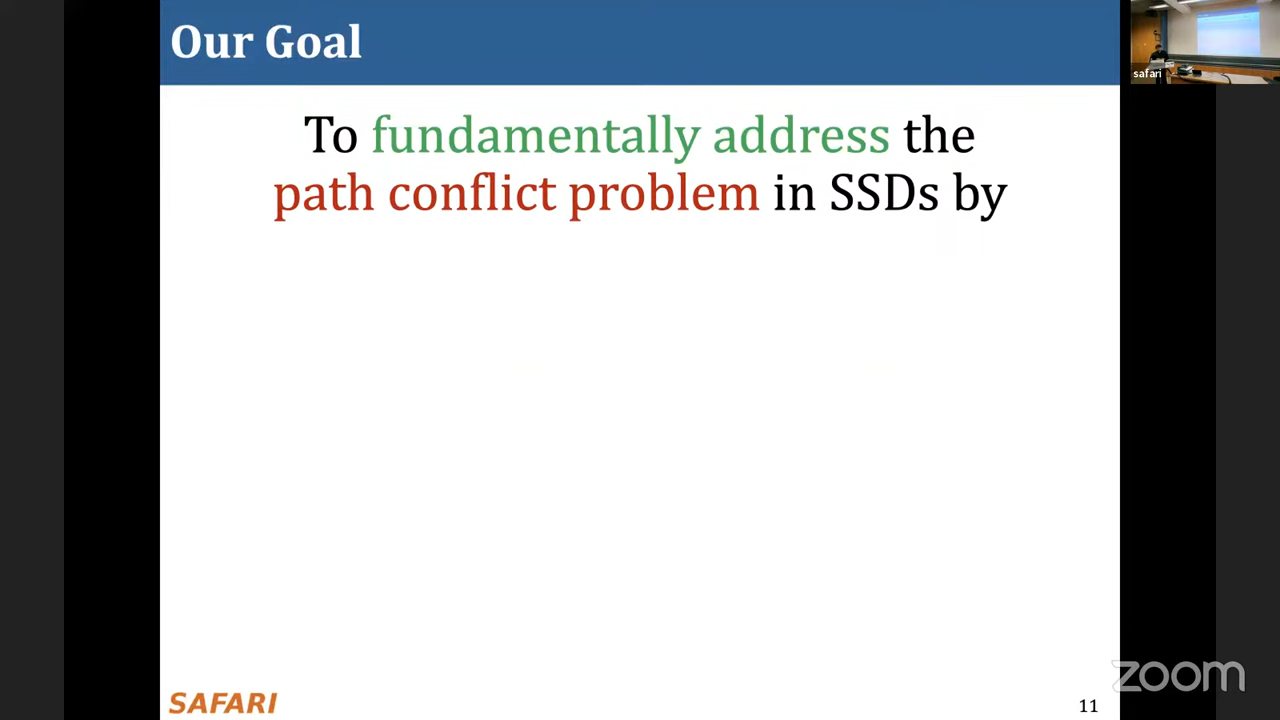 Our Goal
safari
To fundamentally address the
path conflict problem in SSDs by
SAFARI
11
zoom